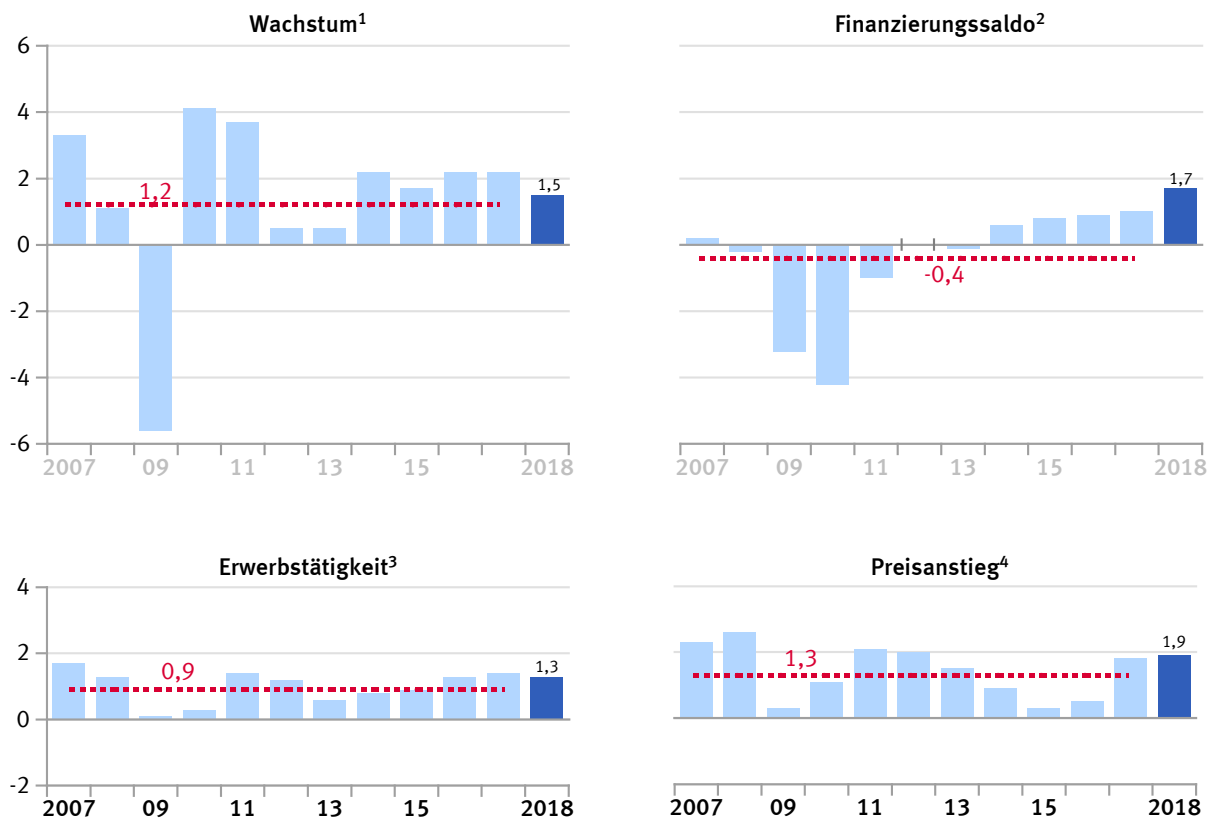 Wachstum¹
Finanzierungssaldo²
6
4
2
0
-2
-4
-6
1,2
1,5
-0,4
1,7
2007 09 11 13 15 2018
2007 09 11 13 15 2018
Erwerbstätigkeit³
Preisanstieg⁴
4
2
0
-2
0,9
1,3
1,3
1,9
2007 09 11 13 15 2018
2007 09 11 13 15 2018